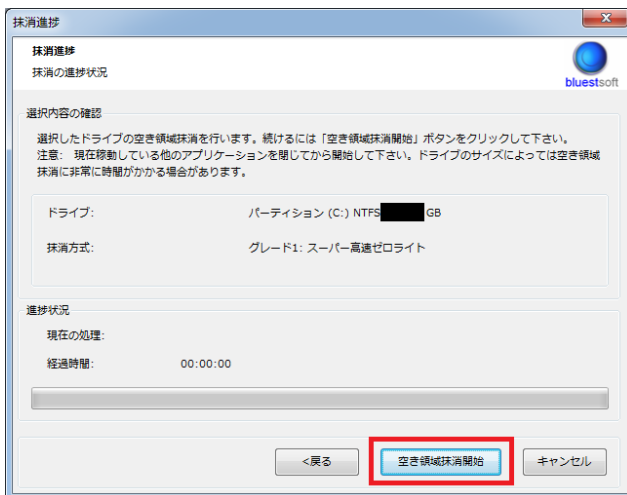 抹消進捗
抹消進捗
抹消の進捗状況
bluestsoft
選択内容の確認
選択したドライブの空き領域抹消を行います。続けるには「空き領域抹消開始」ボタンをクリックして下さい。
注意: 現在稼動している他のアプリケーションを閉じてから開始して下さい。ドライブのサイズによっては空き領域
抹消に非常に時間がかかる場合があります。
ドライブ: パーティション (C:) NTFS GB
抹消方式: グレード1: スーパー高速ゼロライト
進捗状況
現在の処理:
経過時間: 00:00:00
<戻る 空き領域抹消開始 キャンセル